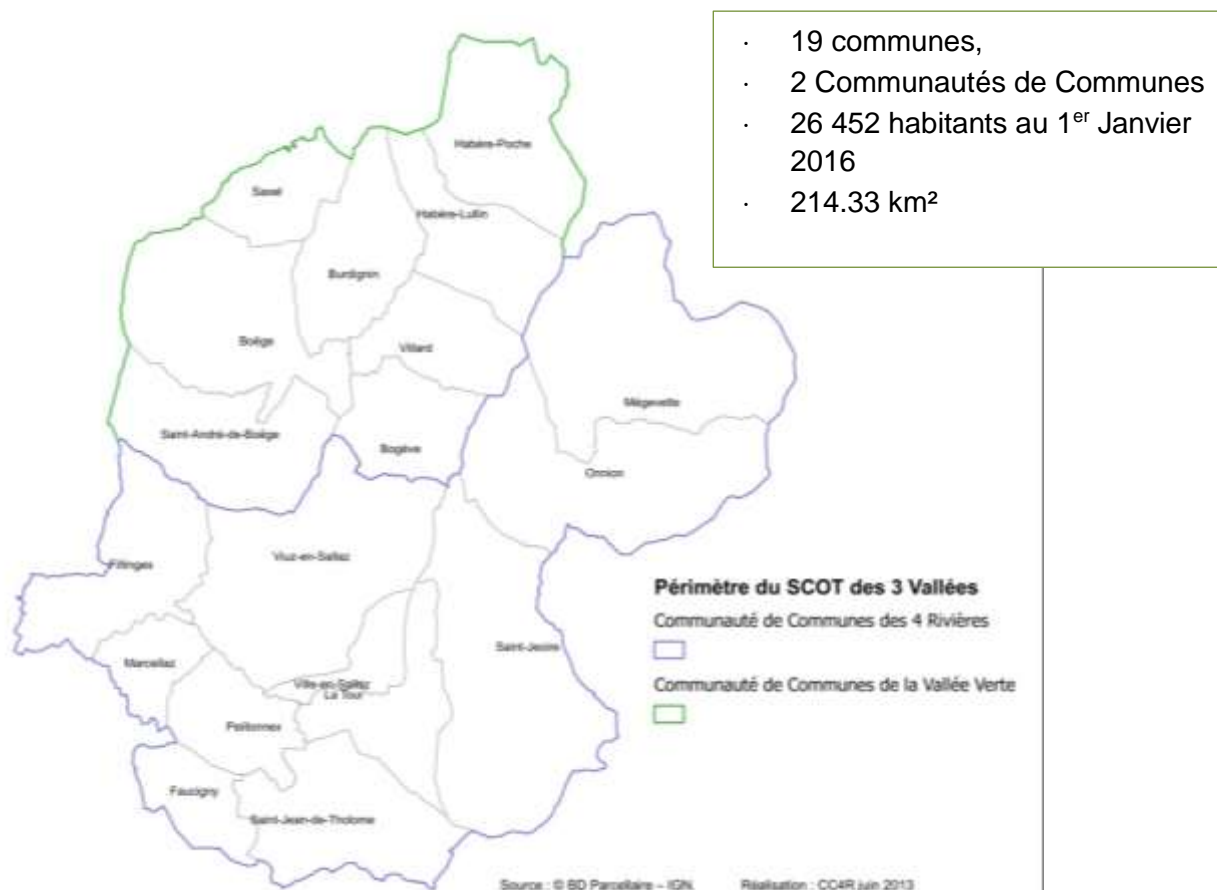 · 19 communes,
· 2 Communautés de Communes
· 26 452 habitants au 1er Janvier
2016
· 214.33 km²
Habère-Poche
Saxel
Habère-Lullin
Burdignin
Boëge
Villard
Mégevette
Saint-André-de-Boëge
Bogève
Onnion
Viuz-en-Sallaz
Fillinges
Périmètre du SCOT des 3 Vallées
Communauté de Communes des 4 Rivières
Saint-Jeoire
Marcellaz
Communauté de Communes de la Vallée Verte
Ville-en-Sallaz
La Tour
Peillonnex
Faucigny
Saint-Jean-de-Tholome
Source : © BD Parcellaire – IGN. Réalisation : CC4R juin 2013